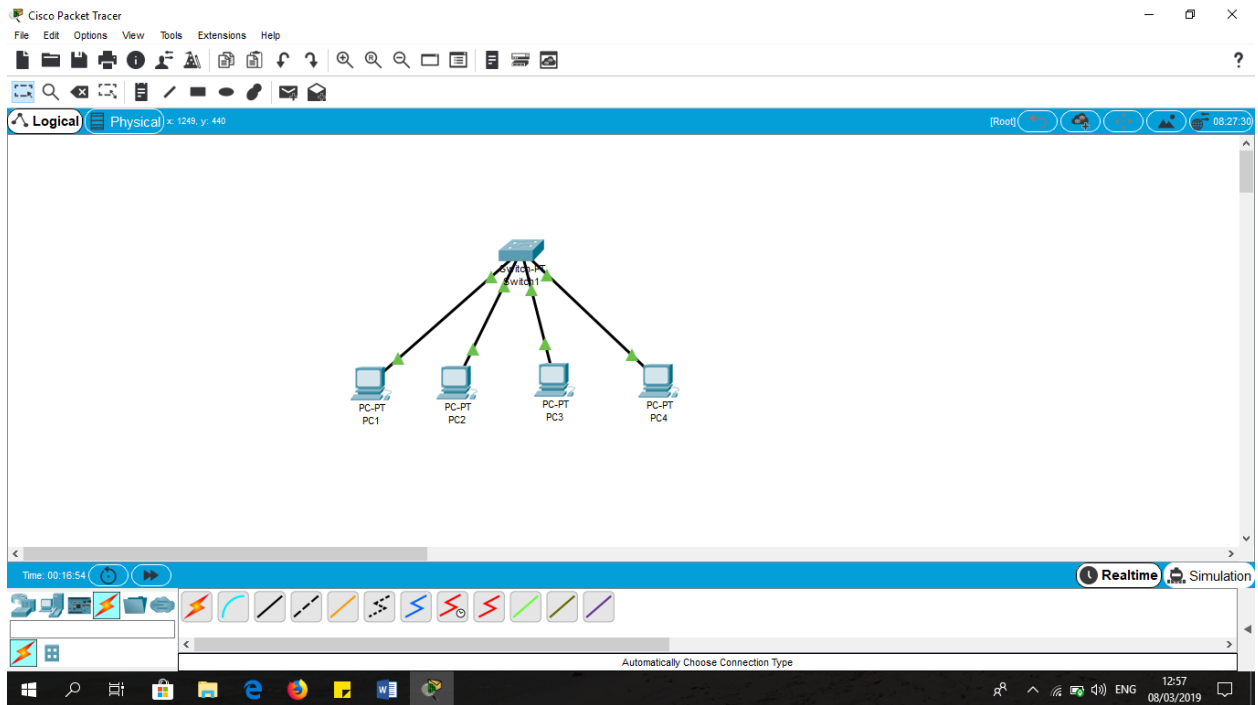 Cisco Packet Tracer
File Edit Options View Tools Extensions Help
?
Logical Physical x: 1249, y: 440 [Root] 08:27:30
Switch-PT
Switch1
PC-PT PC-PT PC-PT PC-PT
PC1 PC2 PC3 PC4
Time: 00:16:54 Realtime Simulation
Automatically Choose Connection Type
ENG 12:57
08/03/2019